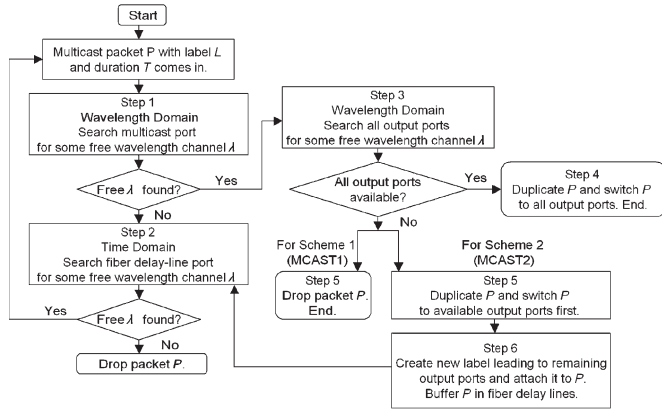 Start
Multicast packet P with label L
and duration T comes in.
Step 1
Wavelength Domain
Search multicast port
for some free wavelength channel λ
Free λ found?
Yes
No
Step 2
Time Domain
Search fiber delay-line port
for some free wavelength channel λ
Free λ found?
Yes
No
Drop packet P.
Step 3
Wavelength Domain
Search all output ports
for some free wavelength channel λ
All output ports
available?
Yes
No
Step 4
Duplicate P and switch P
to all output ports. End.
For Scheme 1
(MCAST1)
Step 5
Drop packet P.
End.
For Scheme 2
(MCAST2)
Step 5
Duplicate P and switch P
to available output ports first.
Step 6
Create new label leading to remaining
output ports and attach it to P.
Buffer P in fiber delay lines.